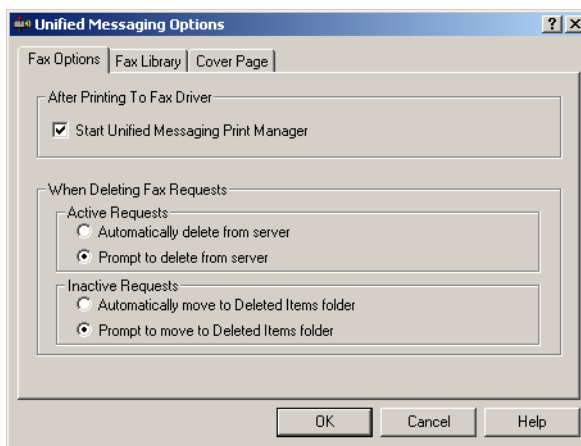 Unified Messaging Options
Fax Options Fax Library Cover Page
After Printing To Fax Driver
Start Unified Messaging Print Manager
When Deleting Fax Requests
Active Requests
Automatically delete from server
Prompt to delete from server
Inactive Requests
Automatically move to Deleted Items folder
Prompt to move to Deleted Items folder
OK Cancel Help